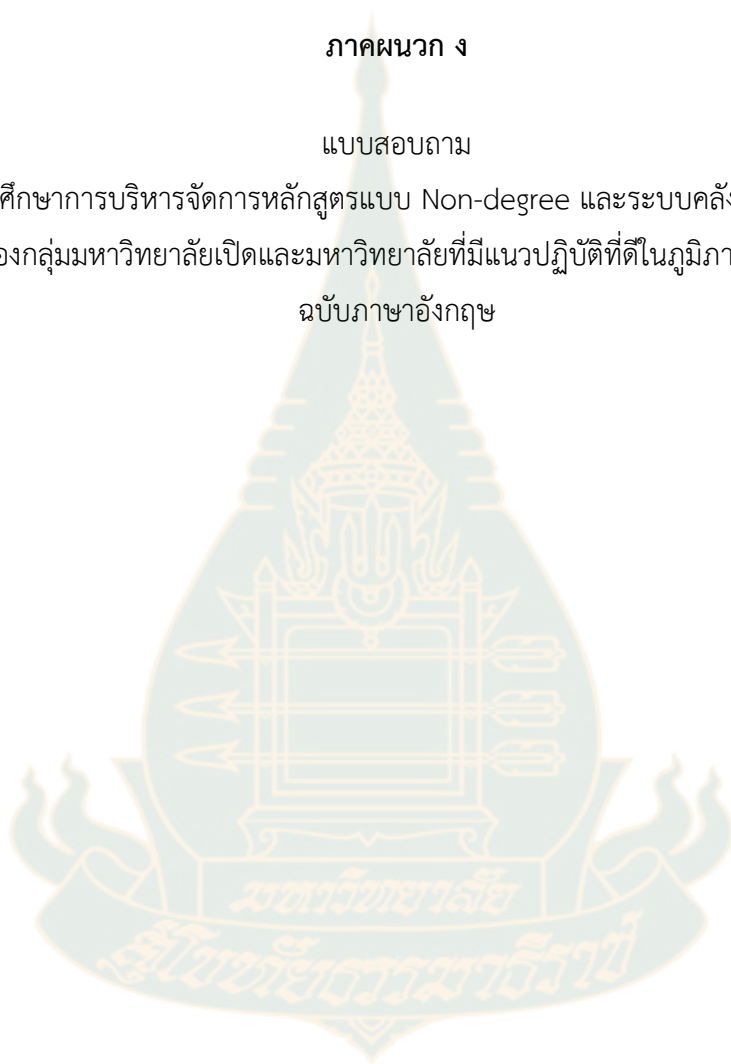 ภาคผนวก ง
แบบสอบถาม
ศึกษาการบริหารจัดการหลักสูตรแบบ Non-degree และระบบคลัง
องกลุ่มมหาวิทยาลัยเปิดและมหาวิทยาลัยที่มีแนวปฏิบัติที่ดีในภูมิภา
ฉบับภาษาอังกฤษ
มหาวิทยาลัย
สุโขทัยธรรมาธิราช